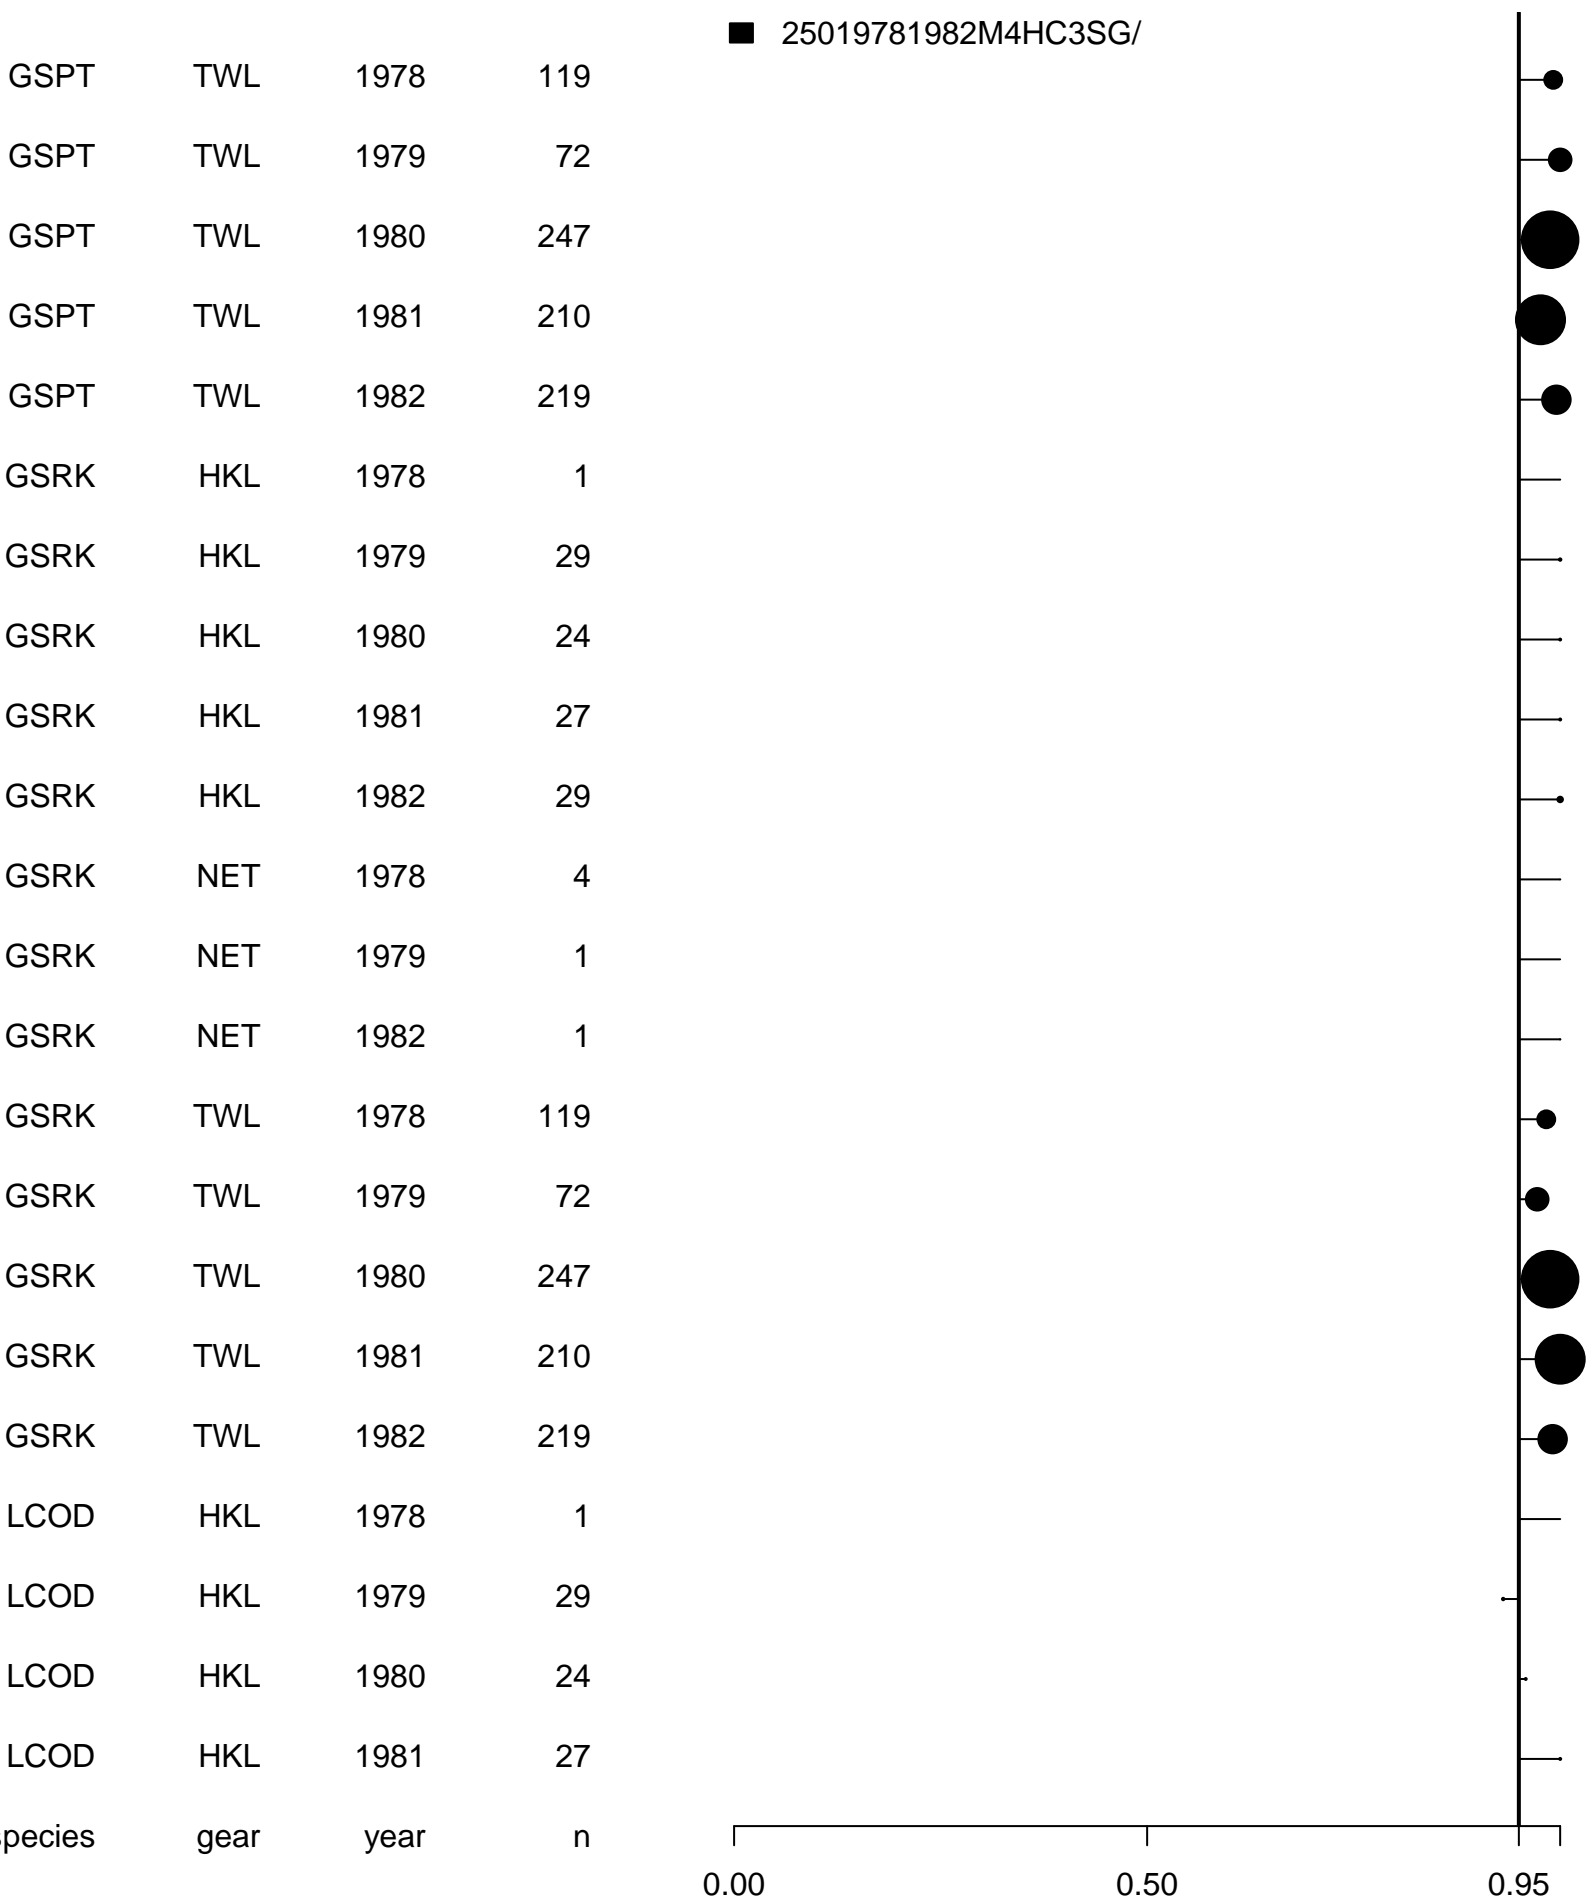 25019781982M4HC3SG/
GSPT TWL 1978 119
GSPT TWL 1979 72
GSPT TWL 1980 247
GSPT TWL 1981 210
GSPT TWL 1982 219
GSRK HKL 1978 1
GSRK HKL 1979 29
GSRK HKL 1980 24
GSRK HKL 1981 27
GSRK HKL 1982 29
GSRK NET 1978 4
GSRK NET 1979 1
GSRK NET 1982 1
GSRK TWL 1978 119
GSRK TWL 1979 72
GSRK TWL 1980 247
GSRK TWL 1981 210
GSRK TWL 1982 219
LCOD HKL 1978 1
LCOD HKL 1979 29
LCOD HKL 1980 24
LCOD HKL 1981 27
species gear year n
0.00 0.50 0.95